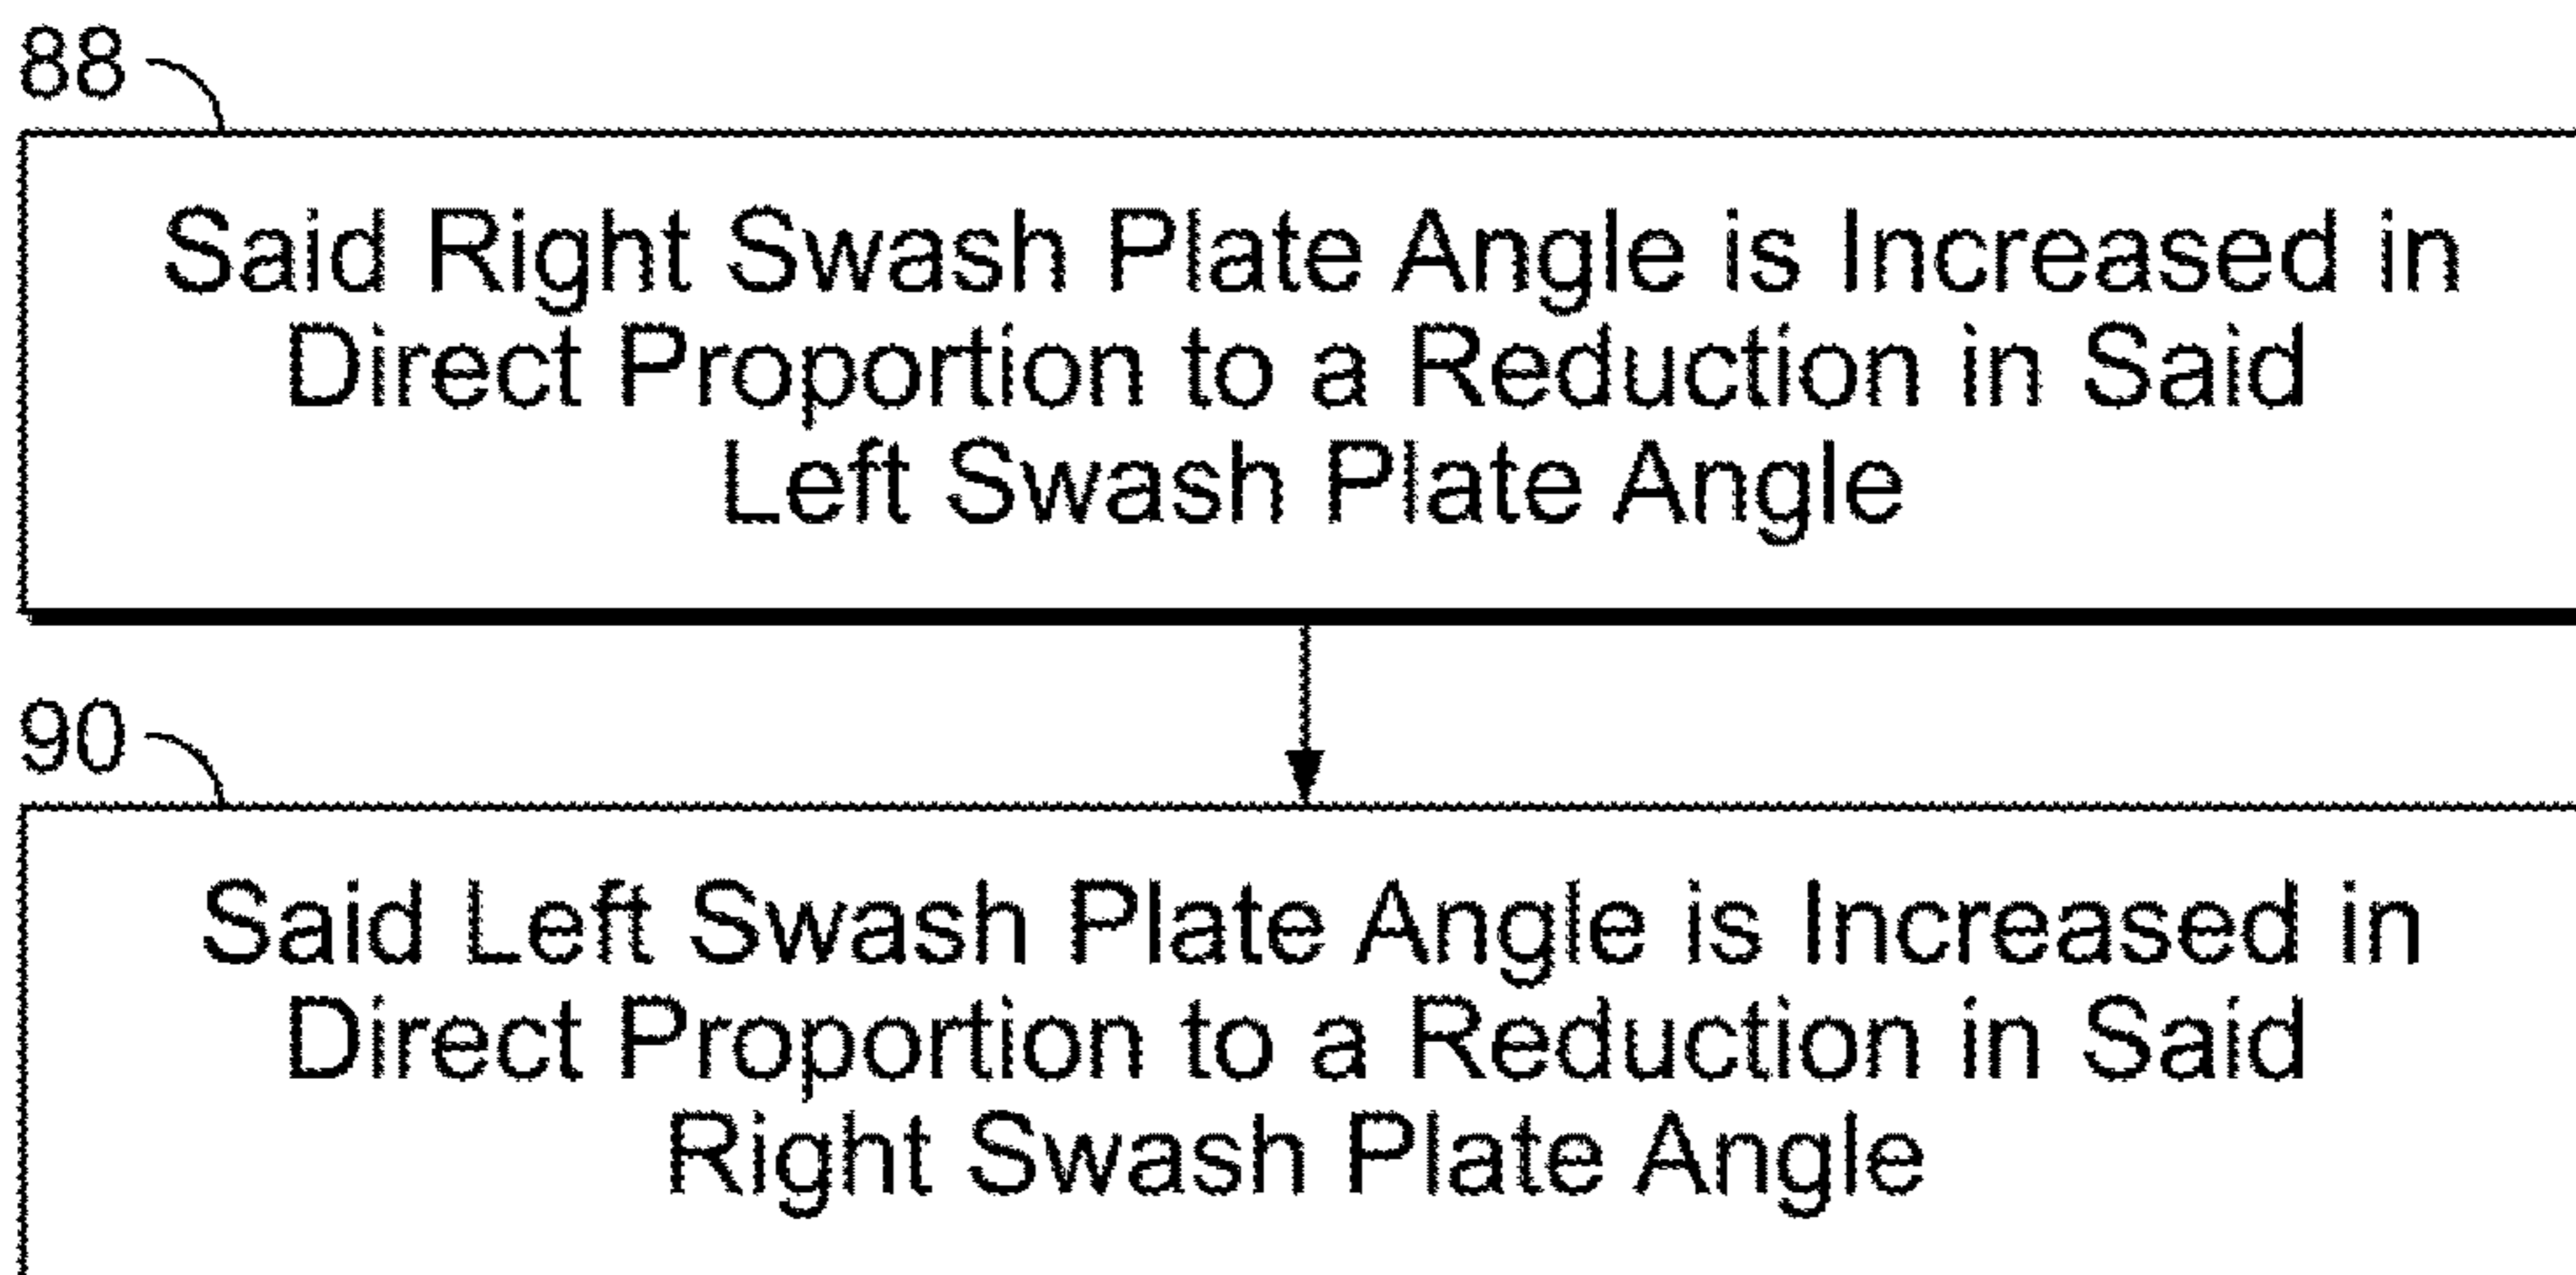 88
Said Right Swash Plate Angle is Increased in
Direct Proportion to a Reduction in Said
Left Swash Plate Angle
90
Said Left Swash Plate Angle is Increased in
Direct Proportion to a Reduction in Said
Right Swash Plate Angle